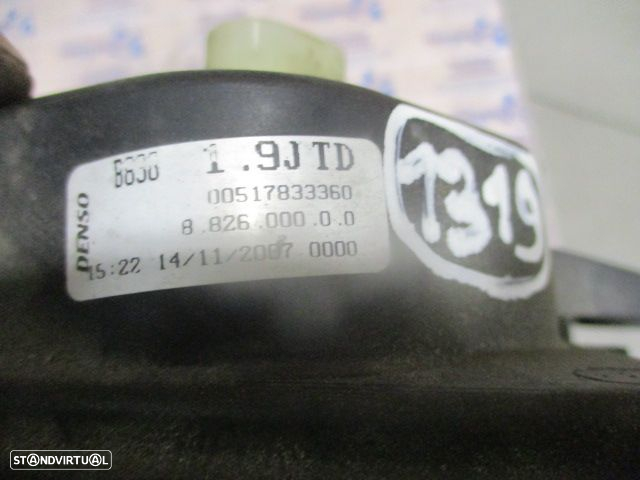 1.9JTD
00517833360
8.826.000.0.0
DENSO
15:22 14/11/2007 0000
1319
STANDVIRTUAL